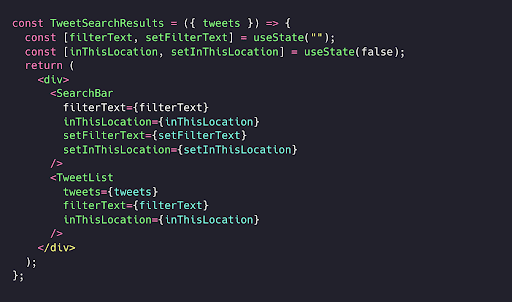 const TweetSearchResults = ({ tweets }) => {
  const [filterText, setFilterText] = useState("");
  const [inThisLocation, setInThisLocation] = useState(false);
  return (
    <div>
      <SearchBar
        filterText={filterText}
        inThisLocation={inThisLocation}
        setFilterText={setFilterText}
        setInThisLocation={setInThisLocation}
      />
      <TweetList
        tweets={tweets}
        filterText={filterText}
        inThisLocation={inThisLocation}
      />
    </div>
  );
};